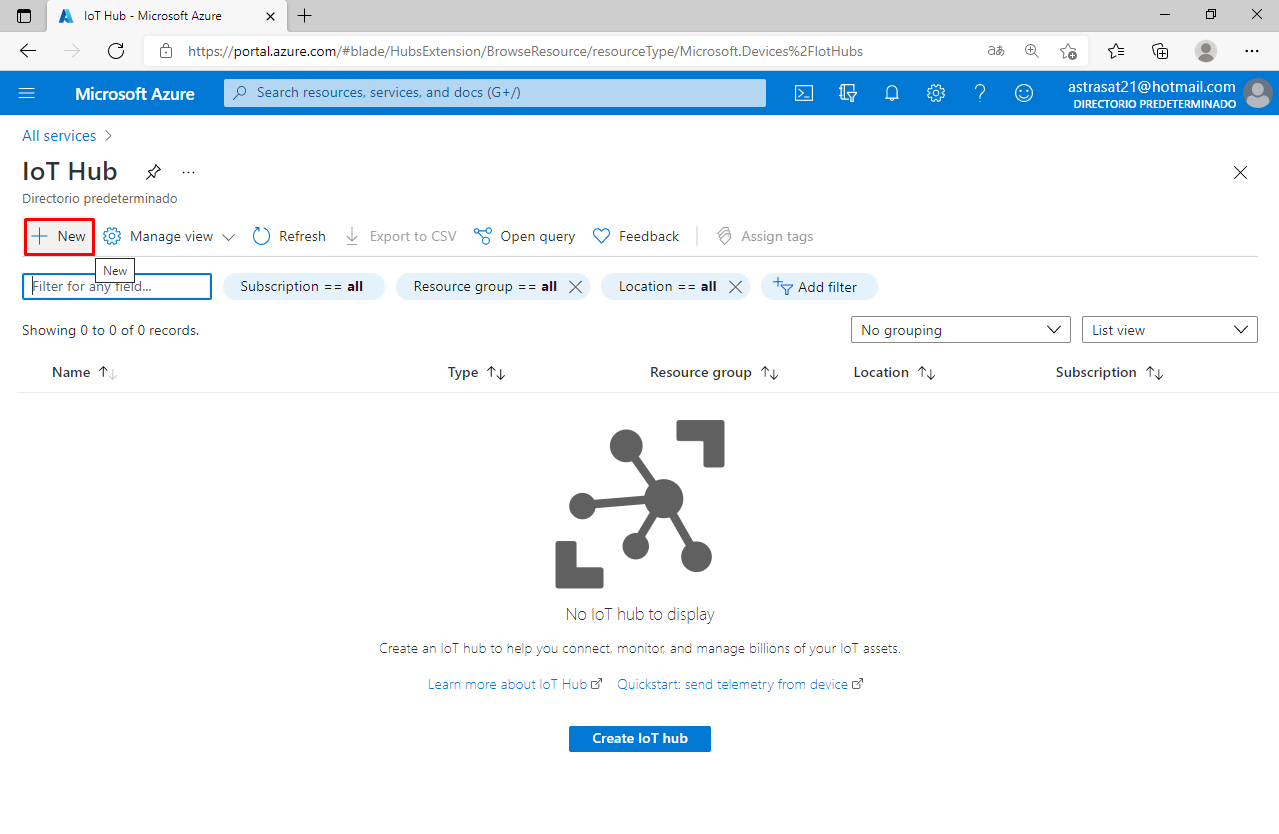 IoT Hub - Microsoft Azure
https://portal.azure.com/#blade/HubsExtension/BrowseResource/resourceType/Microsoft.Devices%2FIotHubs
aあ
Microsoft Azure
Search resources, services, and docs (G+/)
astrasat21@hotmail.com
DIRECTORIO PREDETERMINADO
All services
IoT Hub
Directorio predeterminado
New Manage view Refresh Export to CSV Open query Feedback Assign tags
New
Filter for any field... Subscription == all Resource group == all Location == all Add filter
Showing 0 to 0 of 0 records. No grouping List view
Name Type Resource group Location Subscription
No IoT hub to display
Create an IoT hub to help you connect, monitor, and manage billions of your IoT assets.
Learn more about IoT Hub Quickstart: send telemetry from device
Create IoT hub